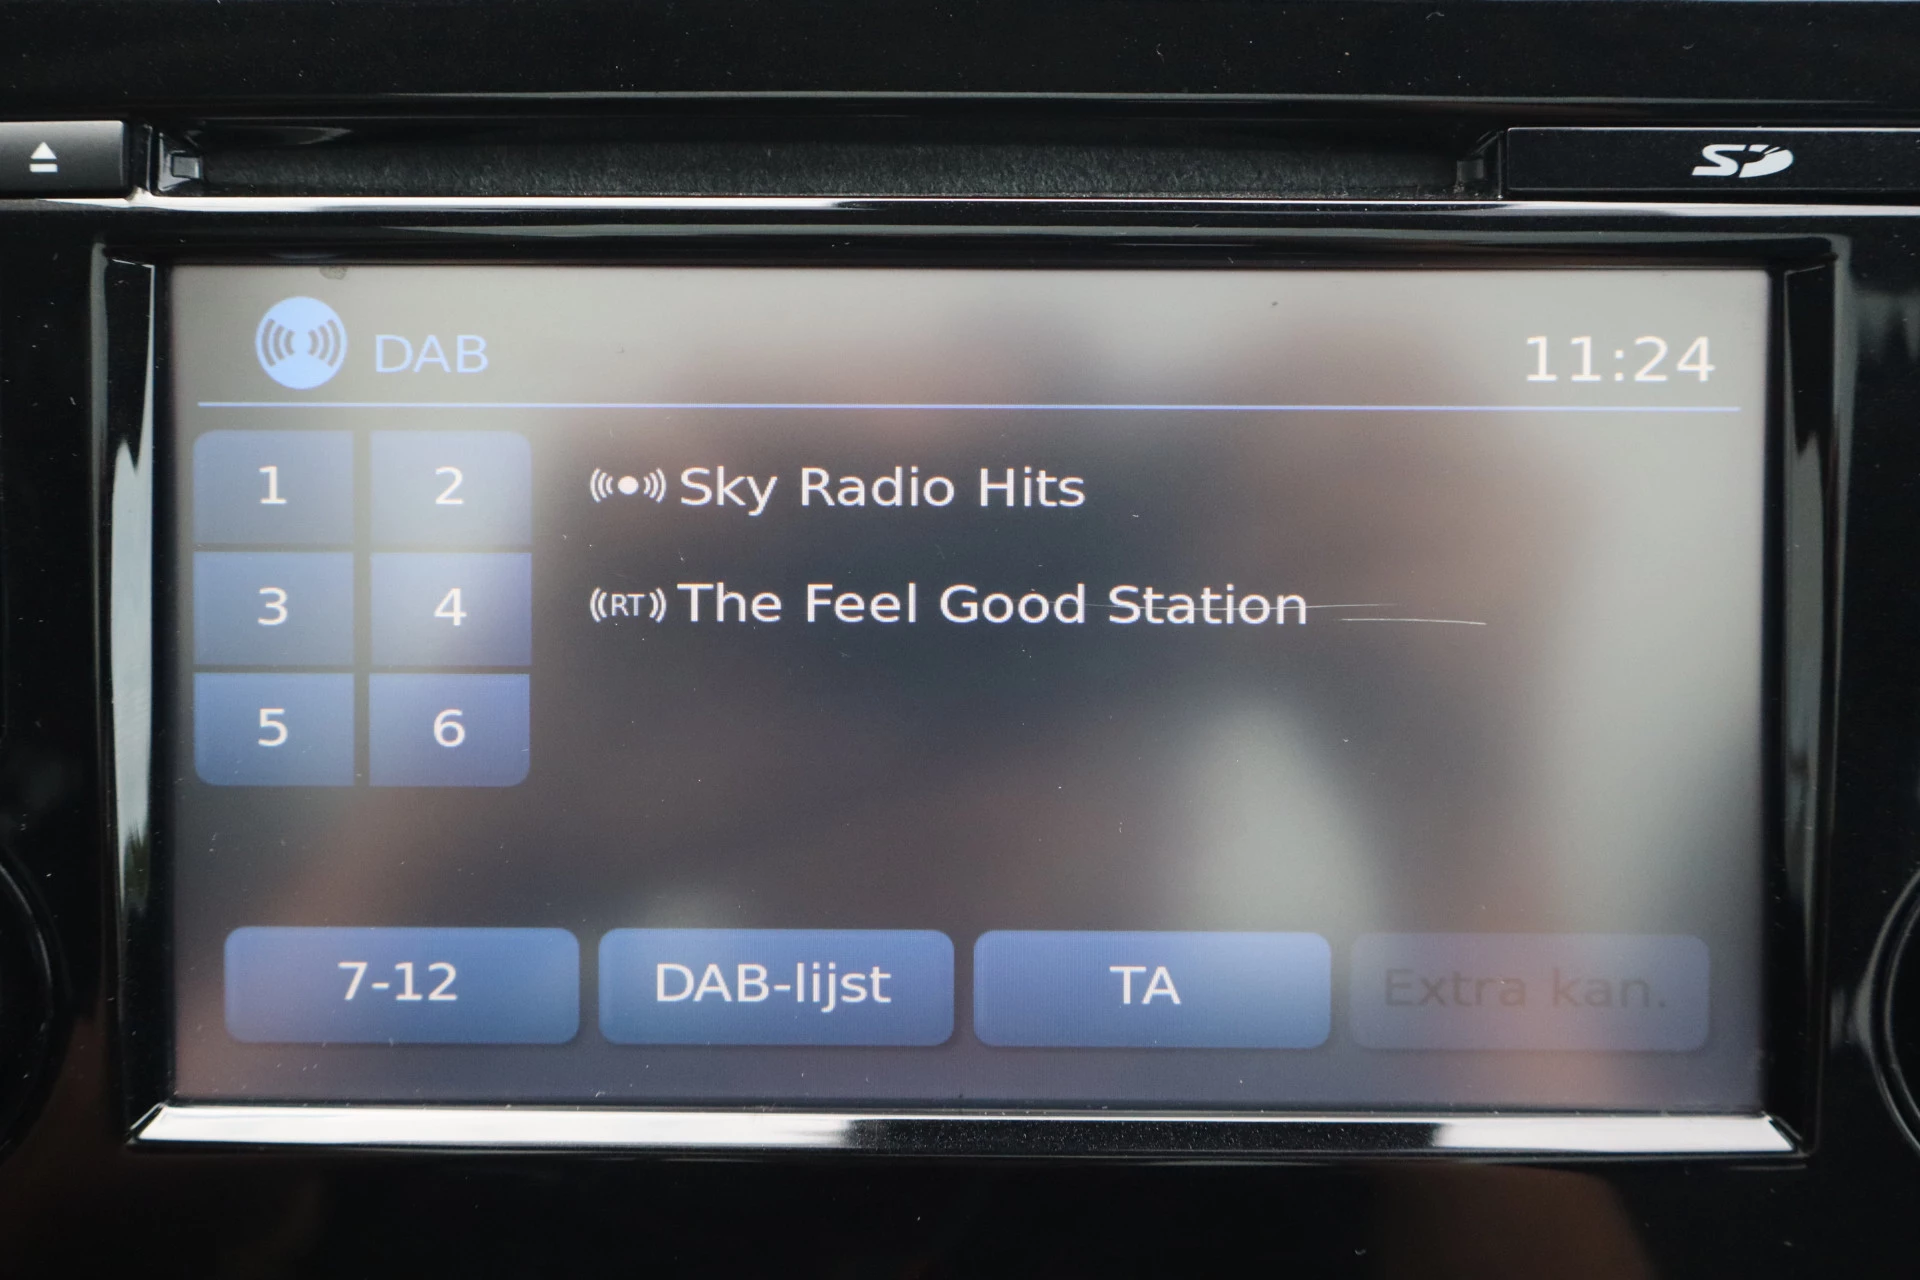 SD
DAB
11:24
1 2
Sky Radio Hits
3 4
RT The Feel Good Station
5 6
7-12 DAB-lijst TA Extra kan.